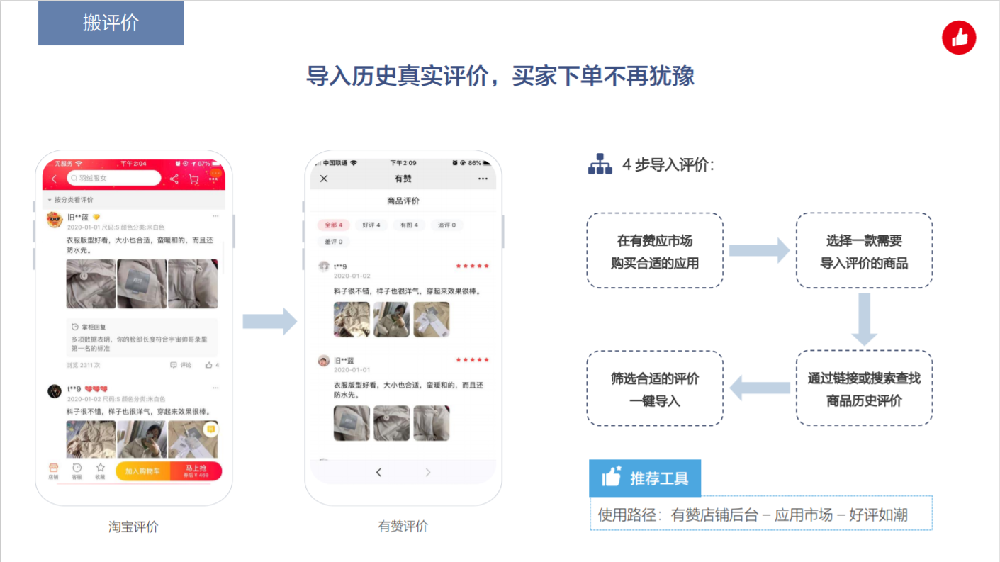 搬评价
导入历史真实评价，买家下单不再犹豫
无服务
下午2:04
87%
羽绒服女
按分类看评价
旧**蓝
2020-01-01 尺码:S 颜色分类:米白色
衣服版型好看，大小也合适，蛮暖和的，而且还
防水先。
掌柜回复
多项数据表明，你的脸部长度符合宇宙帅哥录里
第一名的标准
浏览 2311 次
评论
4
t**9
2020-01-02 尺码:S 颜色分类:米白色
料子很不错，样子也很洋气，穿起来效果很棒。
店铺
客服
收藏
加入购物车
马上抢
券后 ¥ 469
淘宝评价
中国联通
下午2:09
86%
有赞
商品评价
全部 4
好评 4
有图 4
追评 0
差评 0
t**9
2020-01-02
料子很不错，样子也很洋气，穿起来效果很棒。
旧**蓝
2020-01-01
衣服版型好看，大小也合适，蛮暖和的，而且还
防水先。
有赞评价
4 步导入评价：
在有赞应市场
购买合适的应用
选择一款需要
导入评价的商品
筛选合适的评价
一键导入
通过链接或搜索查找
商品历史评价
推荐工具
使用路径：有赞店铺后台 – 应用市场 – 好评如潮